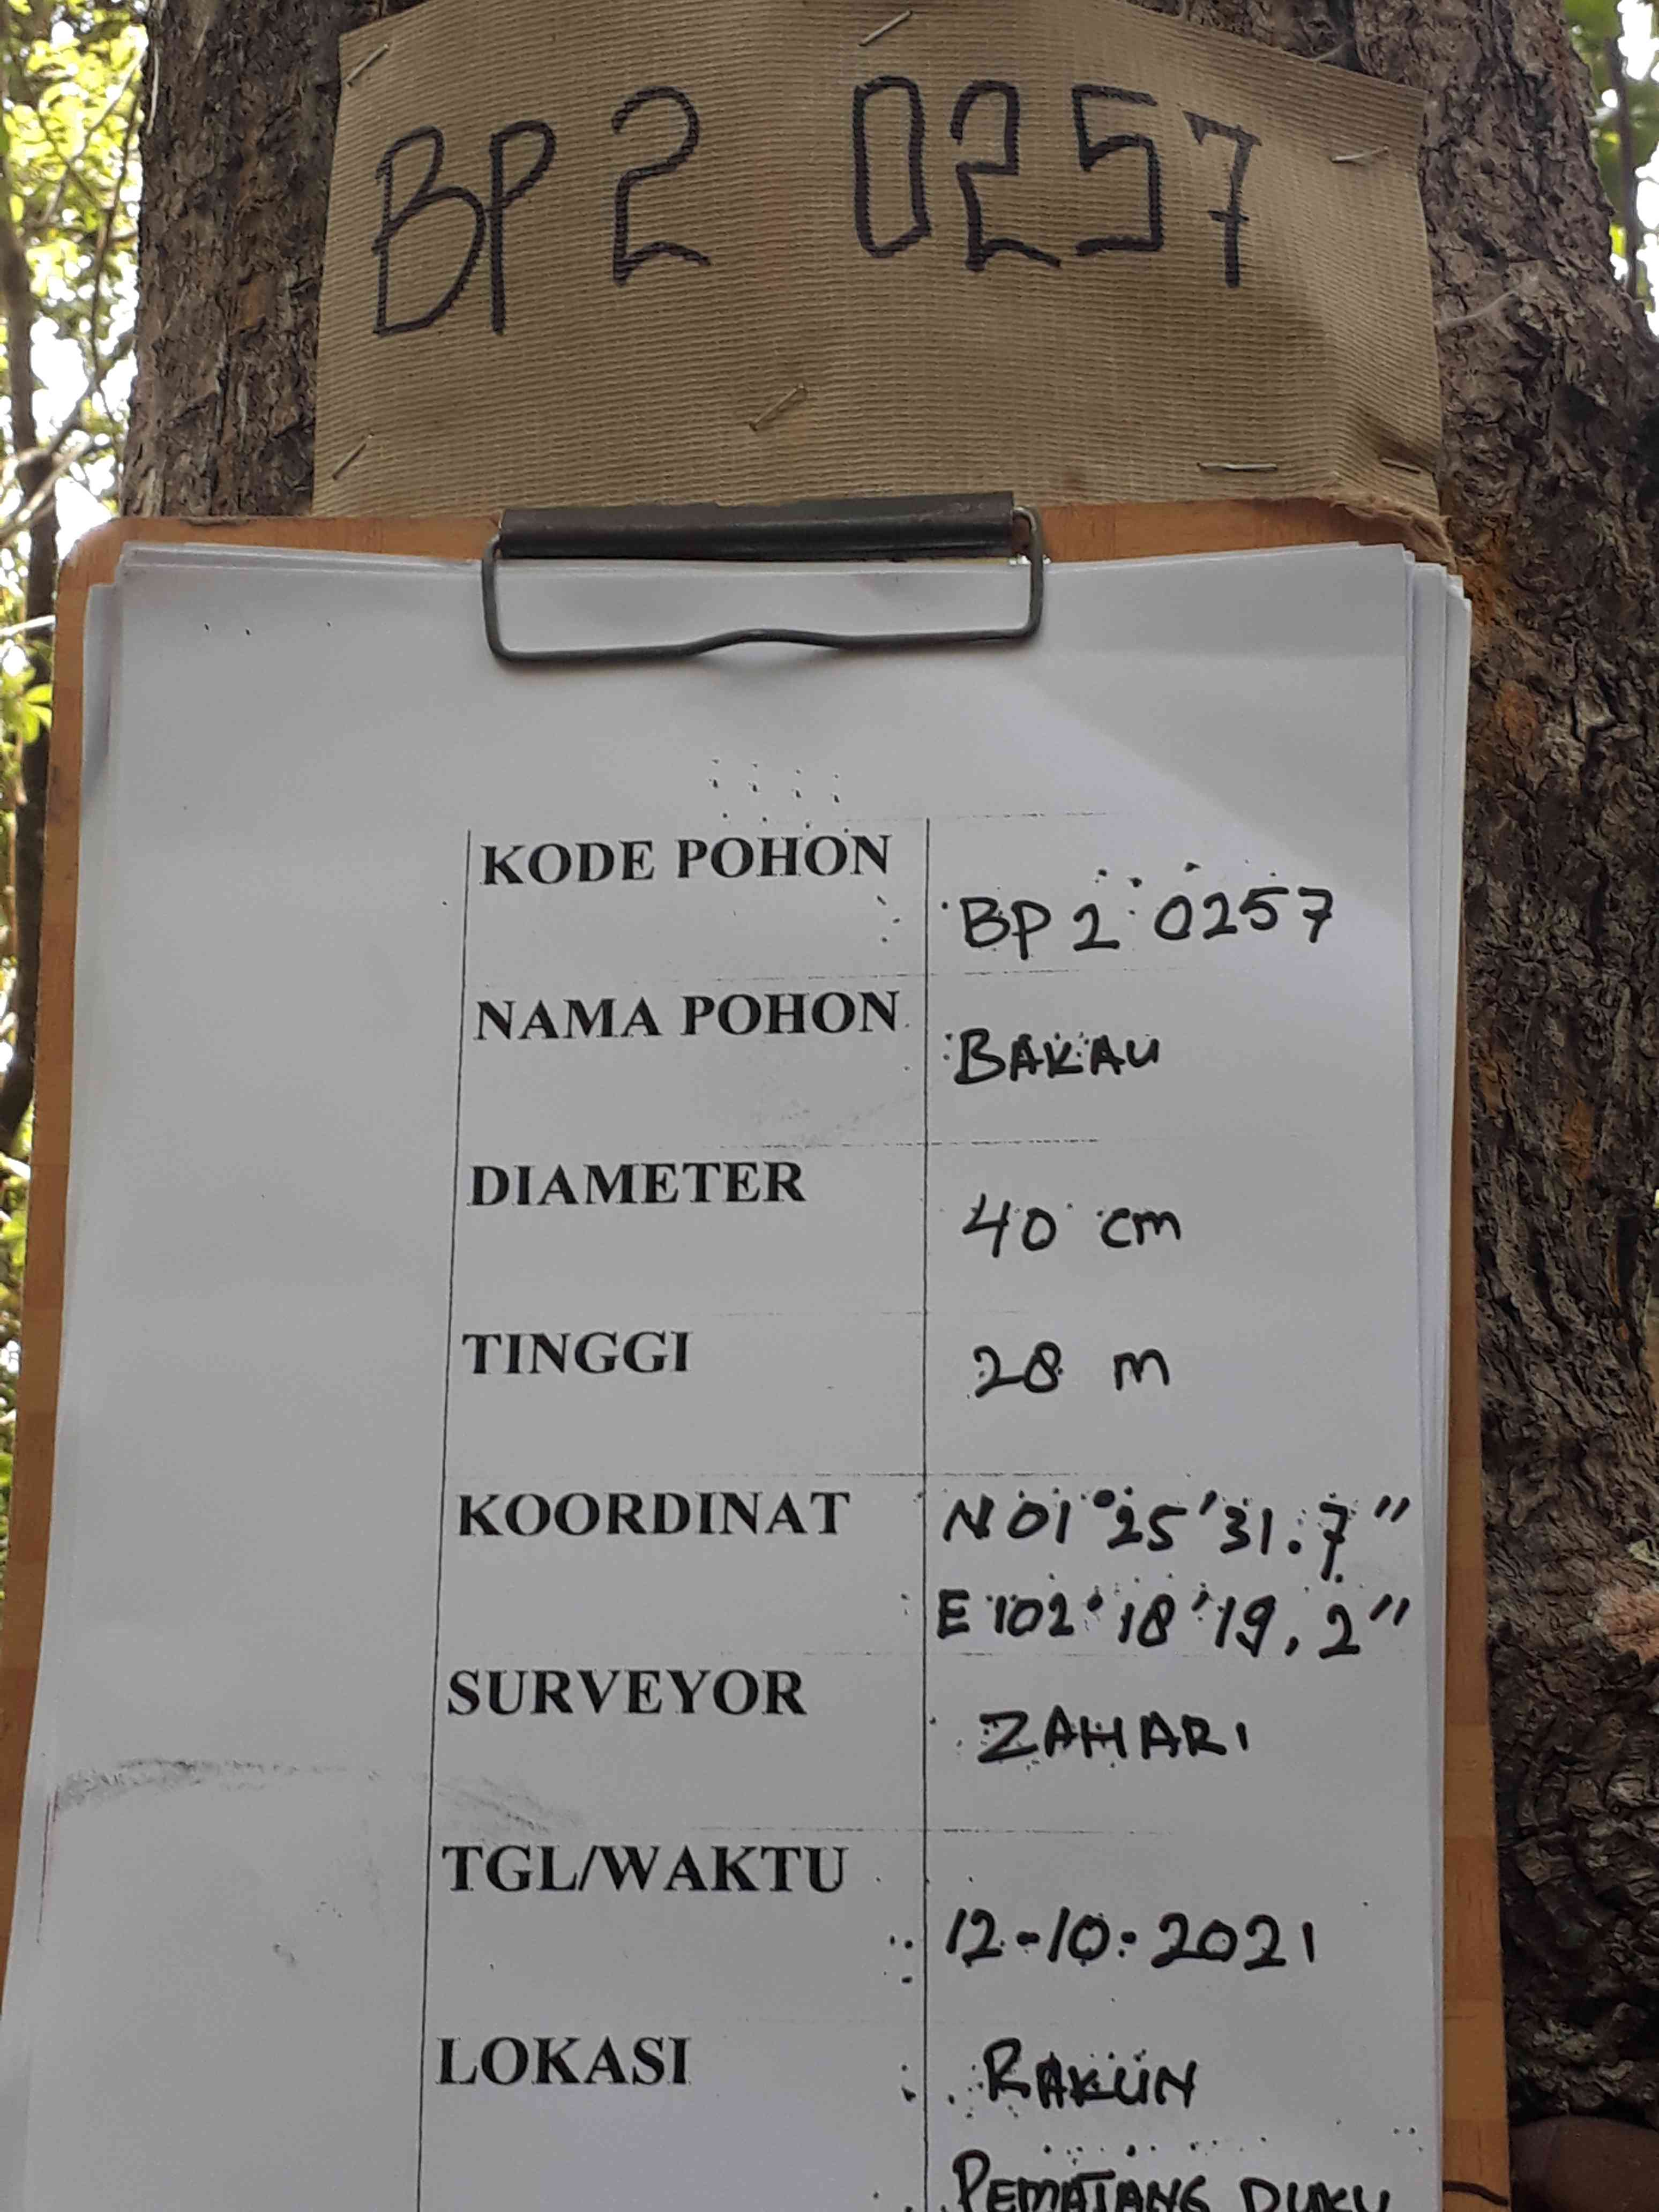 BP 2 0257
KODE POHON
BP 2 0257
NAMA POHON
BAKAU
DIAMETER
40 cm
TINGGI
28 m
KOORDINAT
N 01°25'31.7"
E 102°18'19.2"
SURVEYOR
ZAHARI
TGL/WAKTU
12-10-2021
LOKASI
RAKUN
PEMATANG DUKU